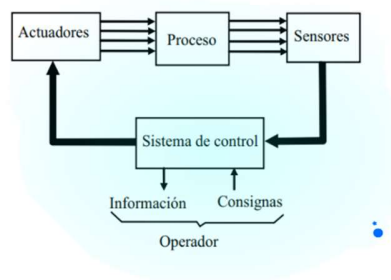 Actuadores
Proceso
Sensores
Sistema de control
Información
Consignas
Operador